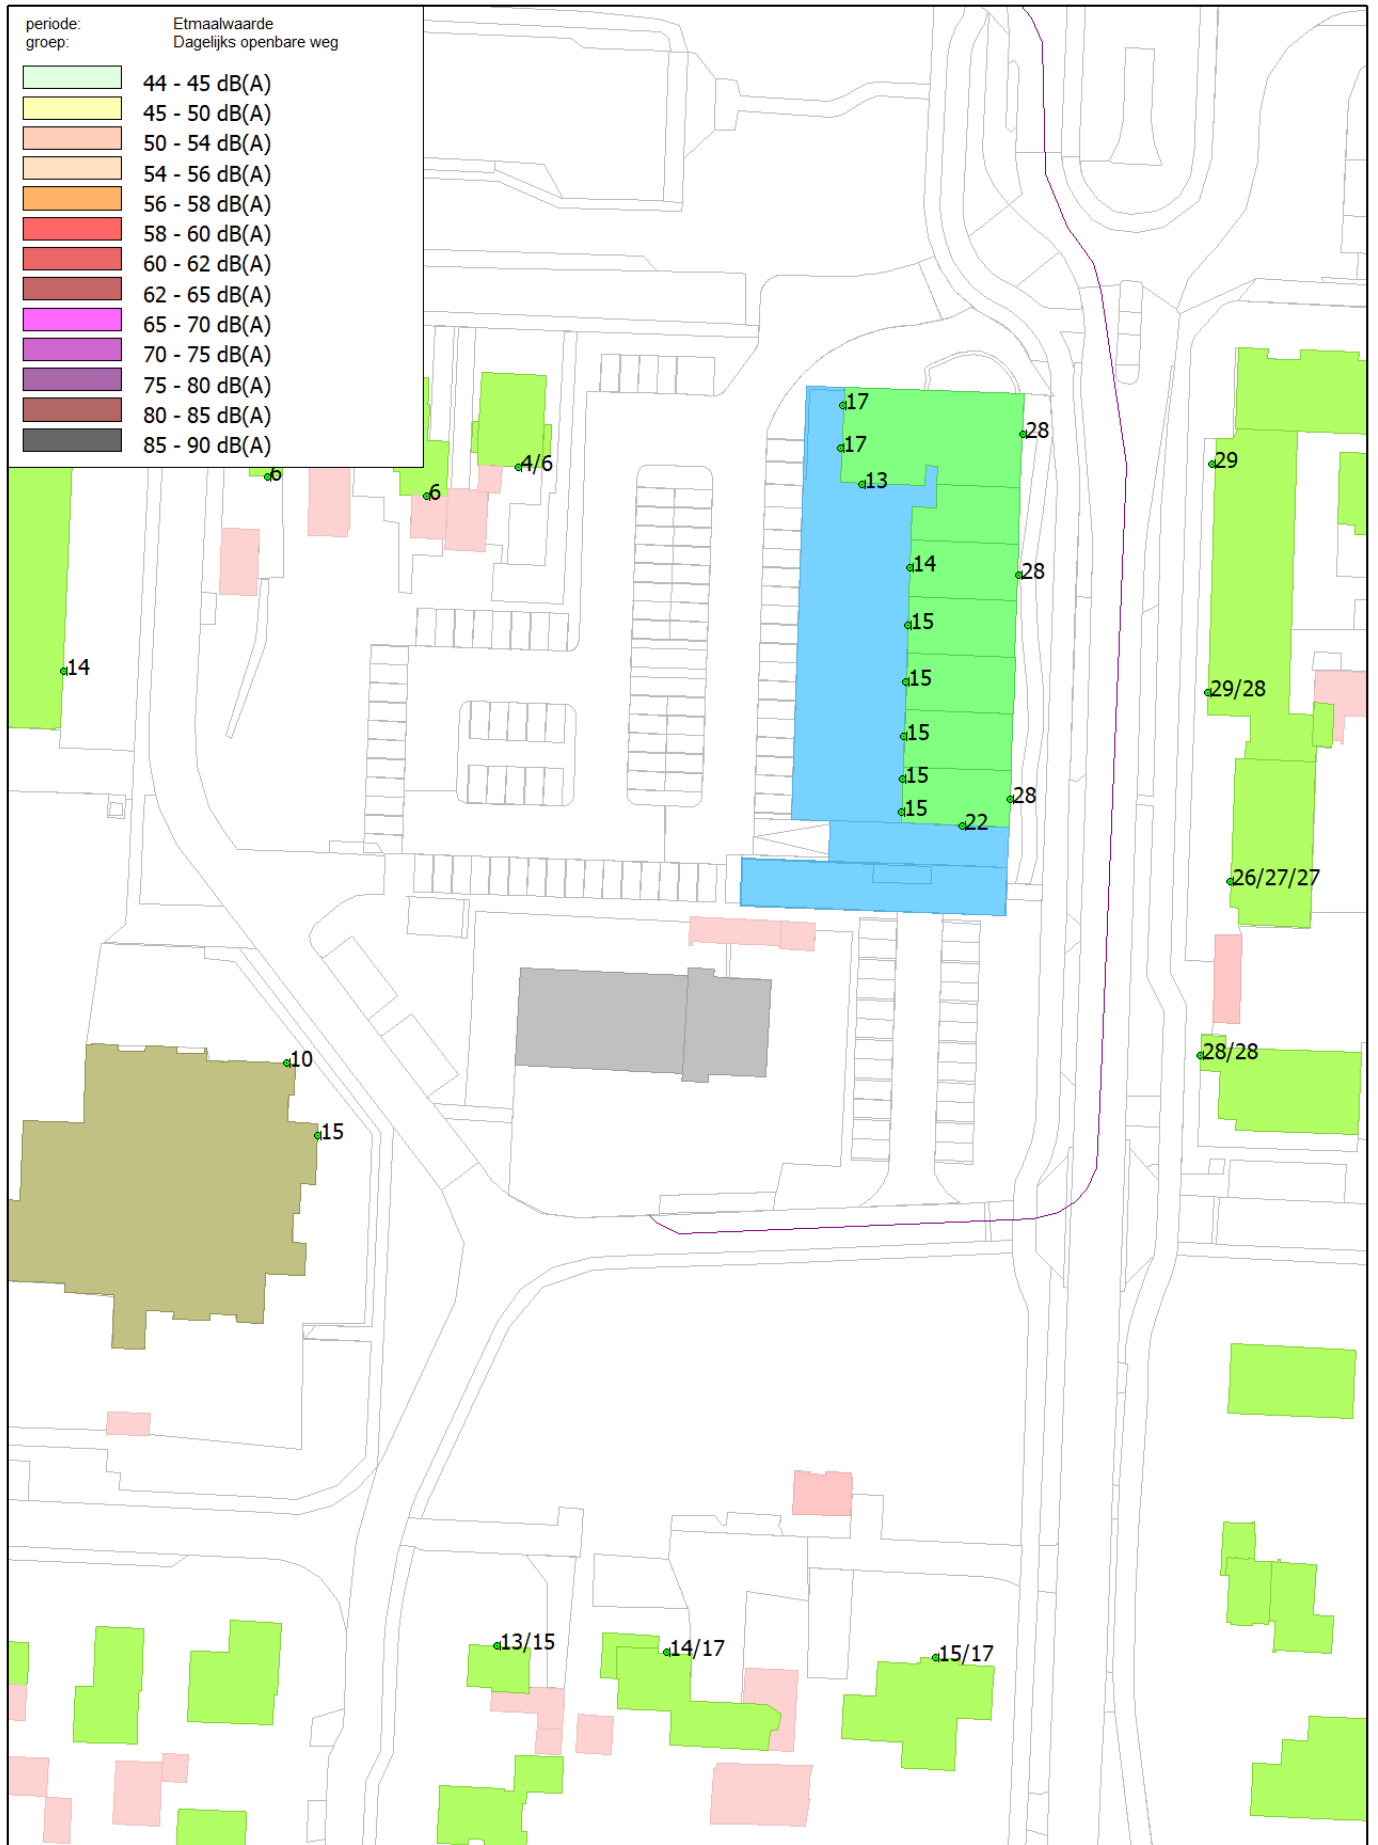 periode: Etmaalwaarde
groep: Dagelijks openbare weg
44 - 45 dB(A)
45 - 50 dB(A)
50 - 54 dB(A)
54 - 56 dB(A)
56 - 58 dB(A)
58 - 60 dB(A)
60 - 62 dB(A)
62 - 65 dB(A)
65 - 70 dB(A)
70 - 75 dB(A)
75 - 80 dB(A)
80 - 85 dB(A)
85 - 90 dB(A)
17
28
17
29
4/6
6
13
6
14
28
15
14
15
29/28
15
15
28
15
22
26/27/27
28/28
10
15
13/15
14/17
15/17